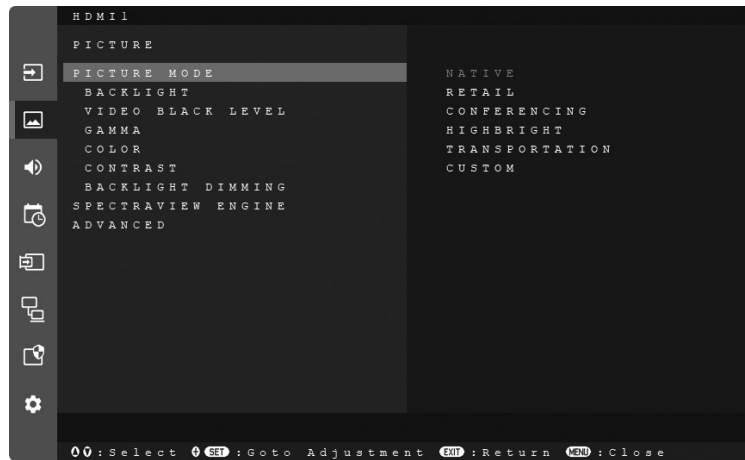 HDMI1
PICTURE
PICTURE MODE
BACKLIGHT
VIDEO BLACK LEVEL
GAMMA
COLOR
CONTRAST
BACKLIGHT DIMMING
SPECTRAVIEW ENGINE
ADVANCED
NATIVE
RETAIL
CONFERENCING
HIGHBRIGHT
TRANSPORTATION
CUSTOM
:Select SET :Goto Adjustment EXIT :Return MENU :Close